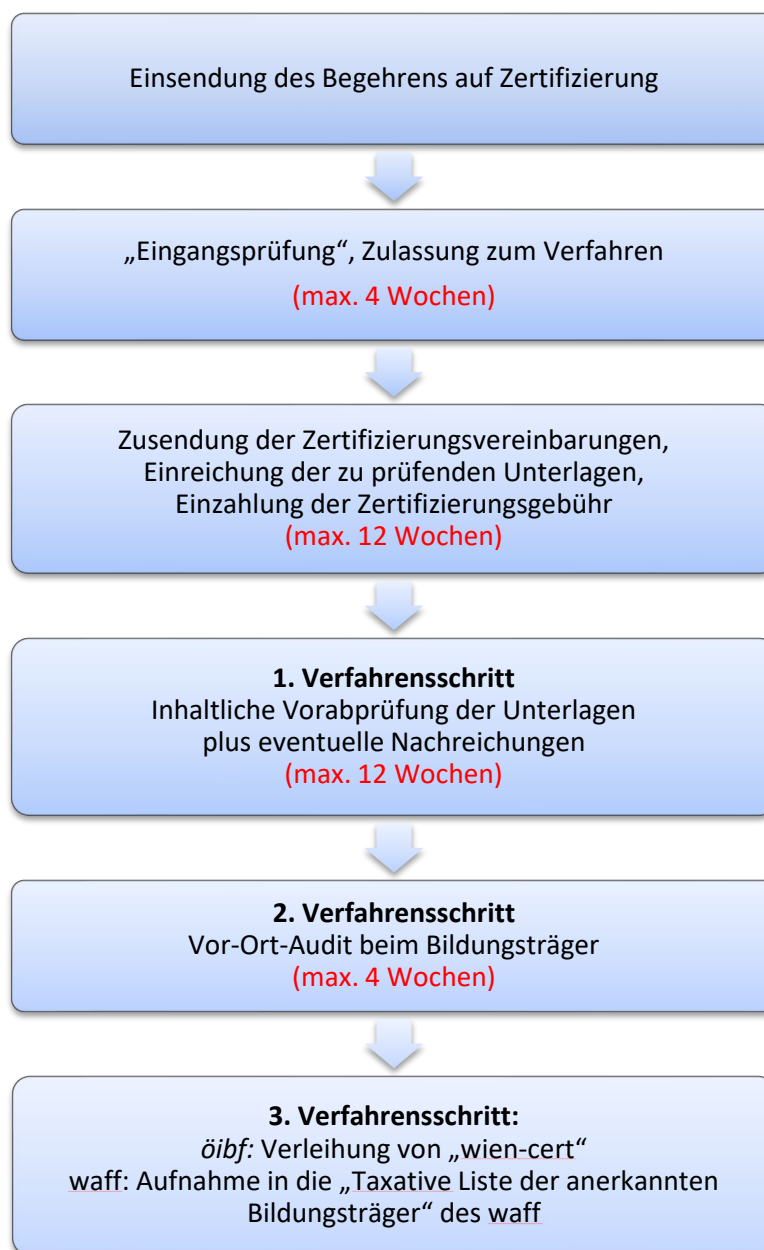 Einsendung des Begehrens auf Zertifizierung
„Eingangsprüfung“, Zulassung zum Verfahren
(max. 4 Wochen)
Zusendung der Zertifizierungsvereinbarungen,
Einreichung der zu prüfenden Unterlagen,
Einzahlung der Zertifizierungsgebühr
(max. 12 Wochen)
1. Verfahrensschritt
Inhaltliche Vorabprüfung der Unterlagen
plus eventuelle Nachreichungen
(max. 12 Wochen)
2. Verfahrensschritt
Vor-Ort-Audit beim Bildungsträger
(max. 4 Wochen)
3. Verfahrensschritt:
öibf: Verleihung von „wien-cert“
waff: Aufnahme in die „Taxative Liste der anerkannten
Bildungsträger“ des waff